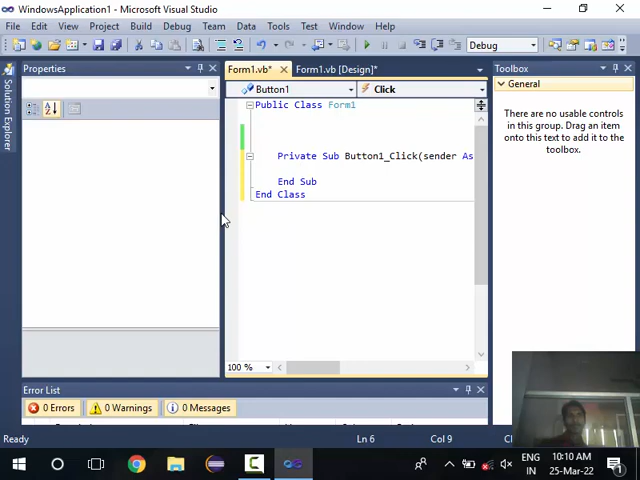 WindowsApplication1 - Microsoft Visual Studio
File Edit View Project Build Debug Team Data Tools Test Window Help
Debug
Solution Explorer
Properties
Form1.vb* Form1.vb [Design]*
Toolbox
Button1 Click
General
Public Class Form1
There are no usable controls
in this group. Drag an item
onto this text to add it to the
toolbox.
Private Sub Button1_Click(sender As
End Sub
End Class
100 %
Error List
0 Errors 0 Warnings 0 Messages
Ready Ln 6 Col 9
ENG 10:10 AM
IN 25-Mar-22